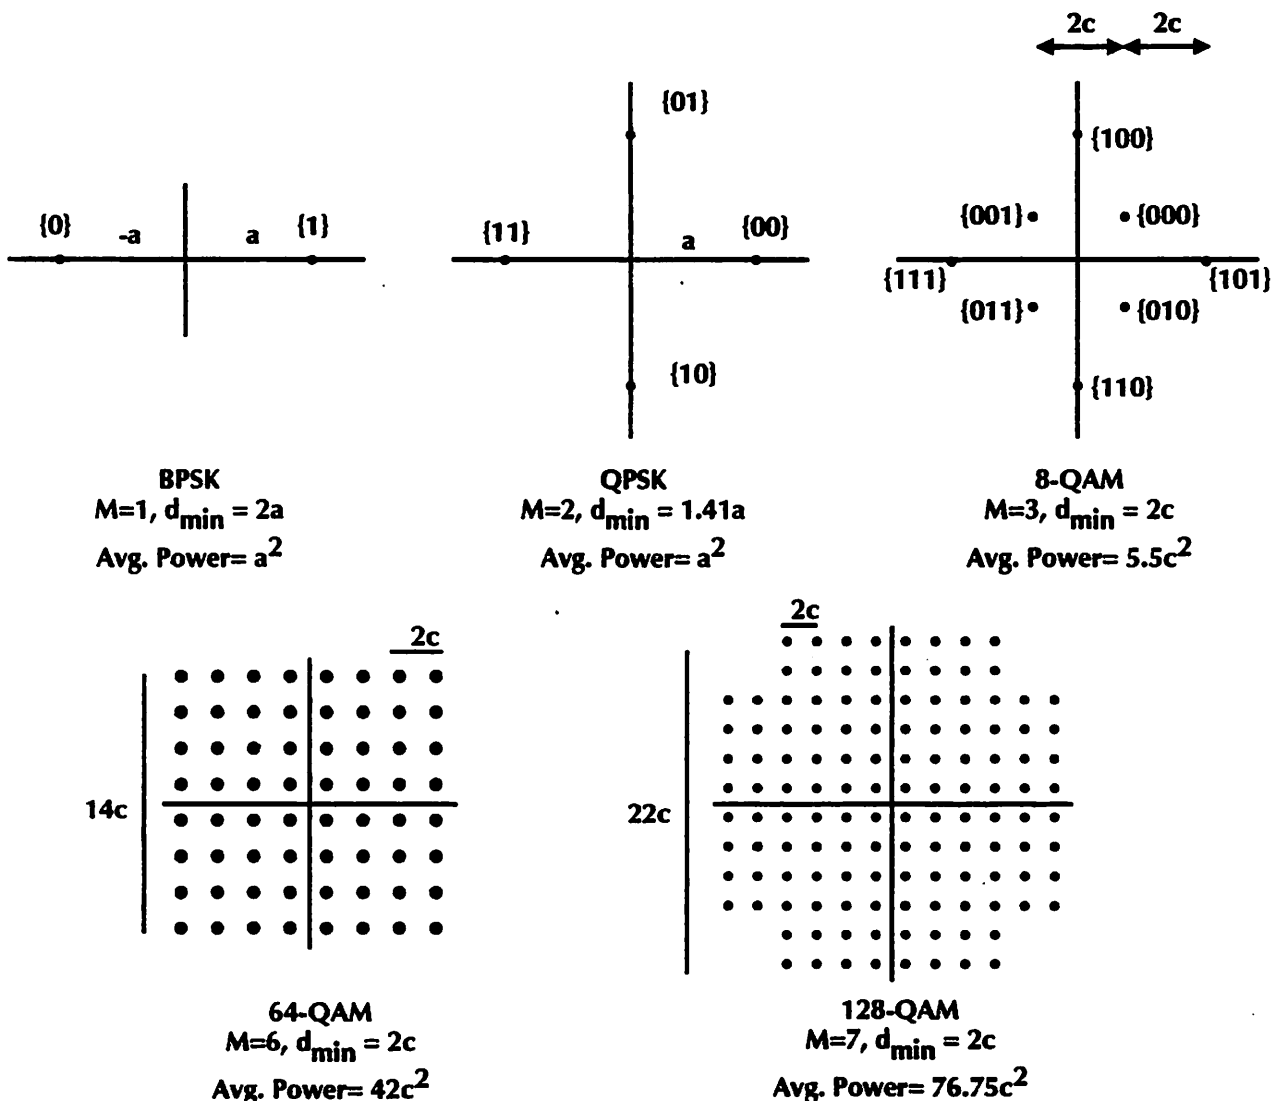 2c 2c
{01}
{100}
{0} -a a {1}
{11} a {00}
{001} {000}
{111} {101}
{011} {010}
{10}
{110}
BPSK
M=1, dmin = 2a
Avg. Power= a2
QPSK
M=2, dmin = 1.41a
Avg. Power= a2
8-QAM
M=3, dmin = 2c
Avg. Power= 5.5c2
2c
14c
64-QAM
M=6, dmin = 2c
Avg. Power= 42c2
2c
22c
128-QAM
M=7, dmin = 2c
Avg. Power= 76.75c2